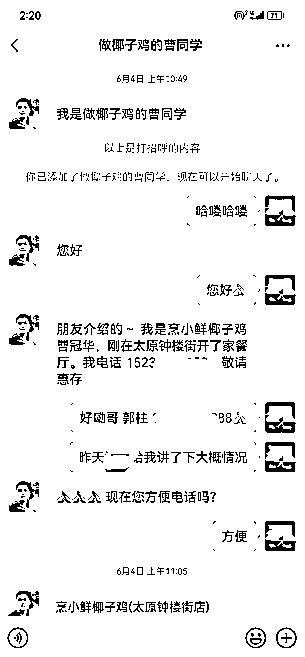 2:20
71
做椰子鸡的曹同学
6月4日 上午10:49
我是做椰子鸡的曹同学
以上是打招呼的内容
你已添加了做椰子鸡的曹同学，现在可以开始聊天了。
哈喽哈喽
您好
您好
朋友介绍的～ 我是烹小鲜椰子鸡
曹冠华，刚在太原钟楼街开了家餐
厅。我电话 1523 敬请
惠存
好呦哥 郭柱 88
昨天 给我讲了下大概情况
现在您方便电话吗？
方便
6月4日 上午11:05
烹小鲜椰子鸡(太原钟楼街店)